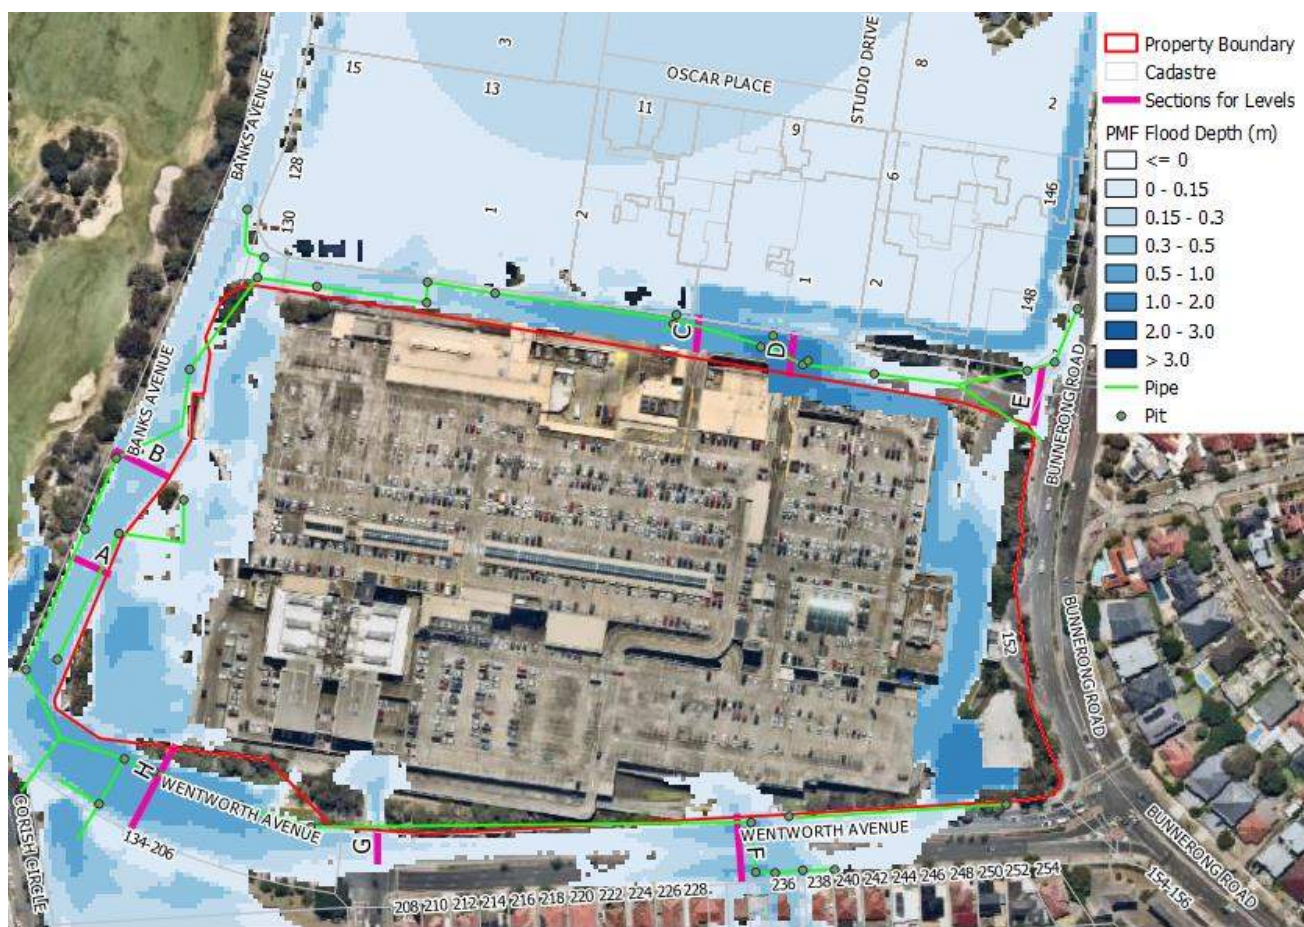 Property Boundary
Cadastre
Sections for Levels
PMF Flood Depth (m)
<= 0
0 - 0.15
0.15 - 0.3
0.3 - 0.5
0.5 - 1.0
1.0 - 2.0
2.0 - 3.0
> 3.0
Pipe
Pit
3
STUDIO DRIVE
8
15
OSCAR PLACE
13
11
2
BANKS AVENUE
9
128
6
146
130
1
2
1
2
148
C
D
E
BANKS AVENUE
BUNNERONG ROAD
B
A
BUNNERONG ROAD
152
H
WENTWORTH AVENUE
WENTWORTH AVENUE
CORISH CIRCLE
134-206
G
F
BUNNERONG ROAD
154-156
208 210 212 214 216 218 220 222 224 226 228
236 238 240 242 244 246 248 250 252 254